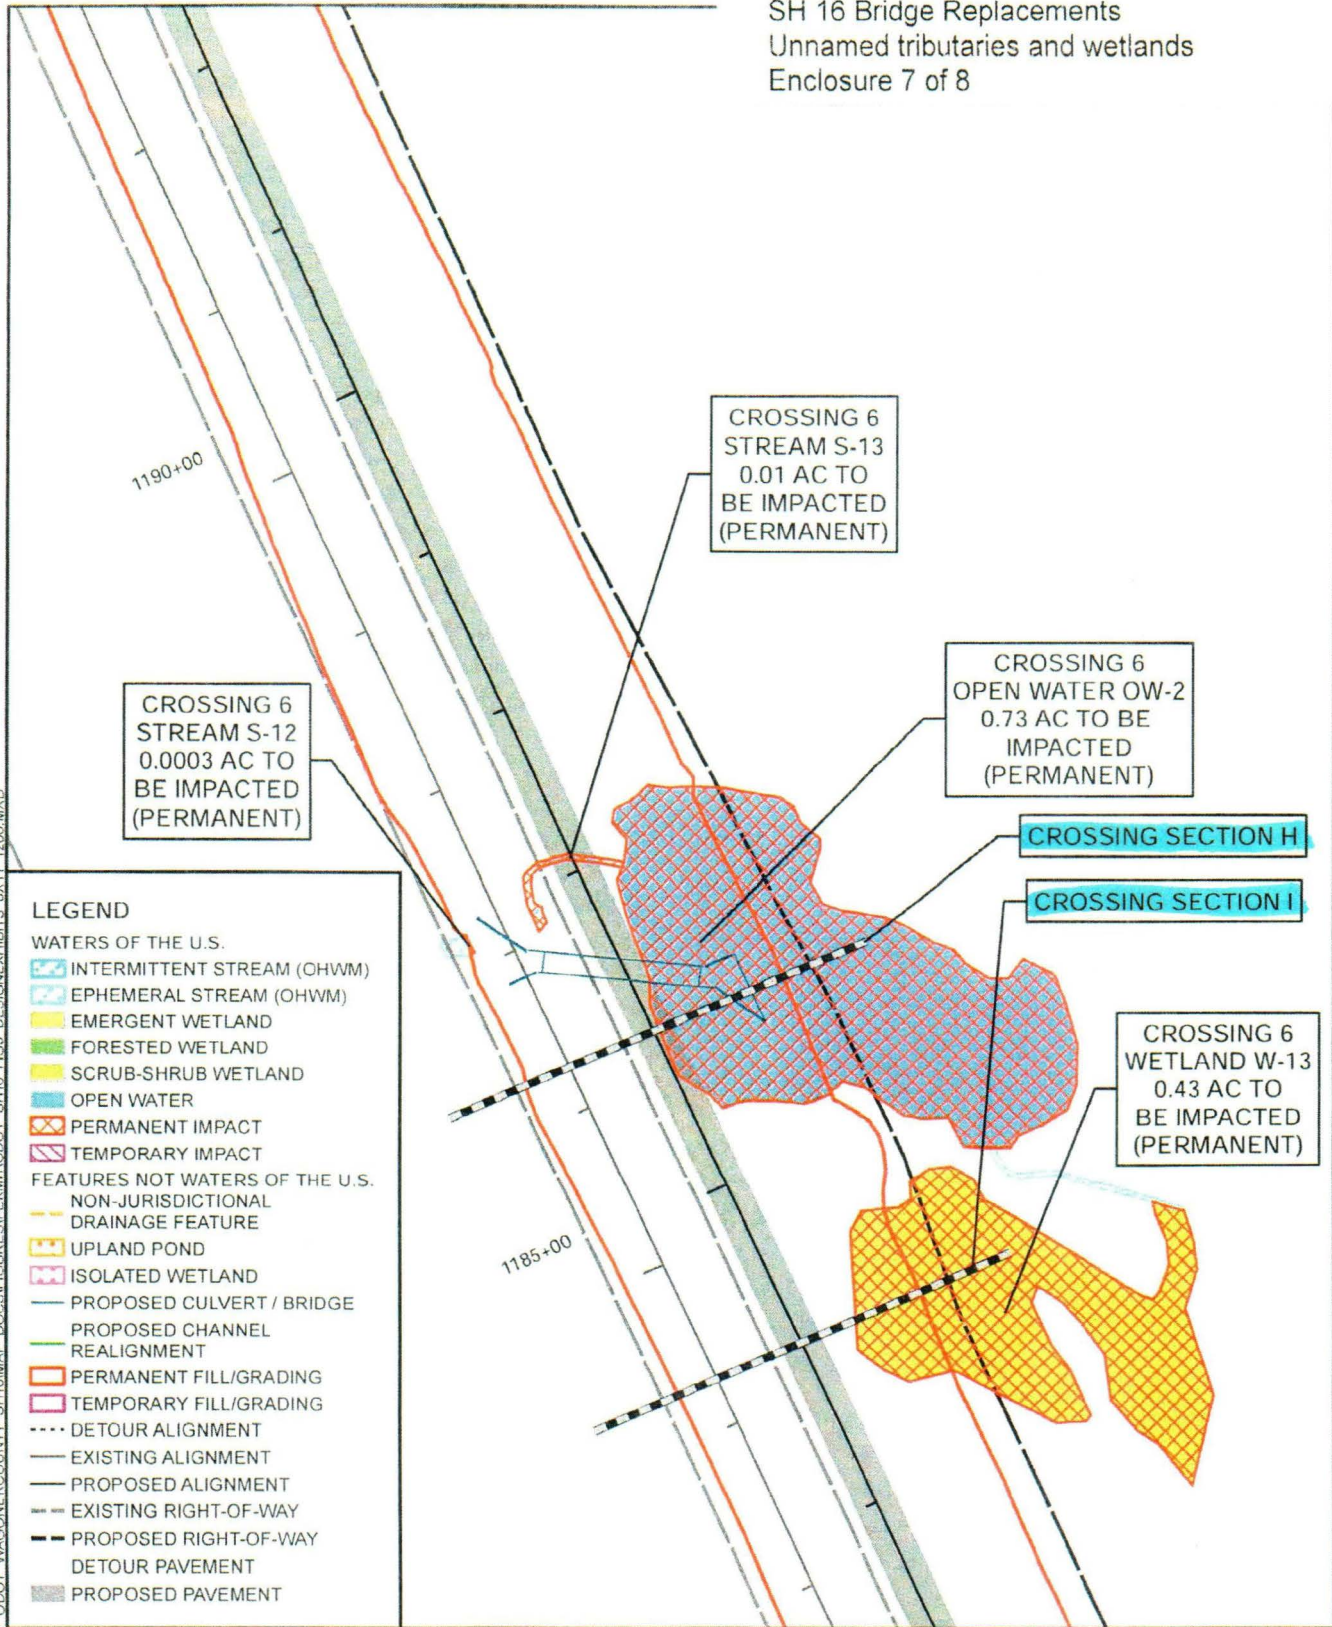 SH 16 Bridge Replacements
Unnamed tributaries and wetlands
Enclosure 7 of 8
1190+00
CROSSING 6
STREAM S-13
0.01 AC TO
BE IMPACTED
(PERMANENT)
CROSSING 6
OPEN WATER OW-2
0.73 AC TO BE
IMPACTED
(PERMANENT)
CROSSING 6
STREAM S-12
0.0003 AC TO
BE IMPACTED
(PERMANENT)
CROSSING SECTION H
CROSSING SECTION I
CROSSING 6
WETLAND W-13
0.43 AC TO
BE IMPACTED
(PERMANENT)
1185+00
LEGEND
WATERS OF THE U.S.
INTERMITTENT STREAM (OHWM)
EPHEMERAL STREAM (OHWM)
EMERGENT WETLAND
FORESTED WETLAND
SCRUB-SHRUB WETLAND
OPEN WATER
PERMANENT IMPACT
TEMPORARY IMPACT
FEATURES NOT WATERS OF THE U.S.
NON-JURISDICTIONAL
DRAINAGE FEATURE
UPLAND POND
ISOLATED WETLAND
PROPOSED CULVERT / BRIDGE
PROPOSED CHANNEL
REALIGNMENT
PERMANENT FILL/GRADING
TEMPORARY FILL/GRADING
DETOUR ALIGNMENT
EXISTING ALIGNMENT
PROPOSED ALIGNMENT
EXISTING RIGHT-OF-WAY
PROPOSED RIGHT-OF-WAY
DETOUR PAVEMENT
PROPOSED PAVEMENT